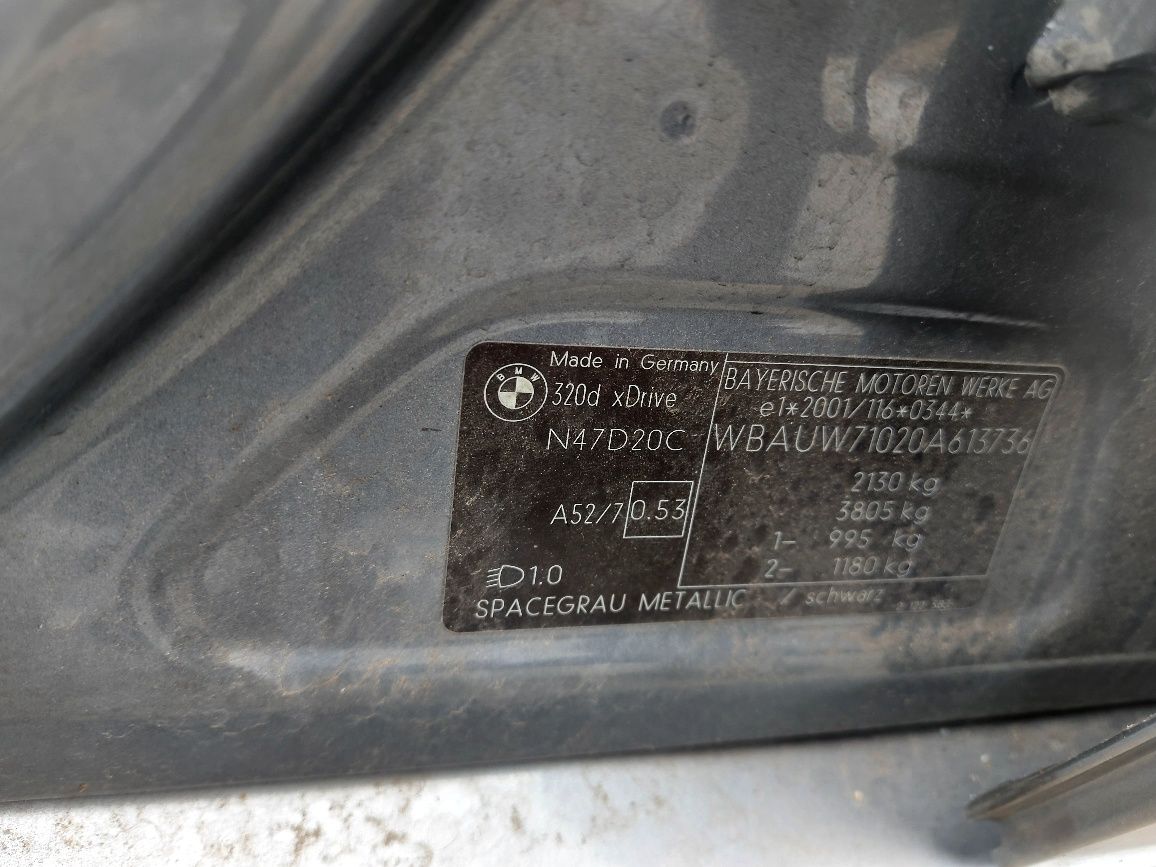 BMW
Made in Germany
320d xDrive
N47D20C
A52/7 0.53
1.0
SPACEGRAU METALLIC / schwarz
BAYERISCHE MOTOREN WERKE AG
e1*2001/116*0344*
WBAUW71020A613736
2130 kg
3805 kg
1- 995 kg
2- 1180 kg